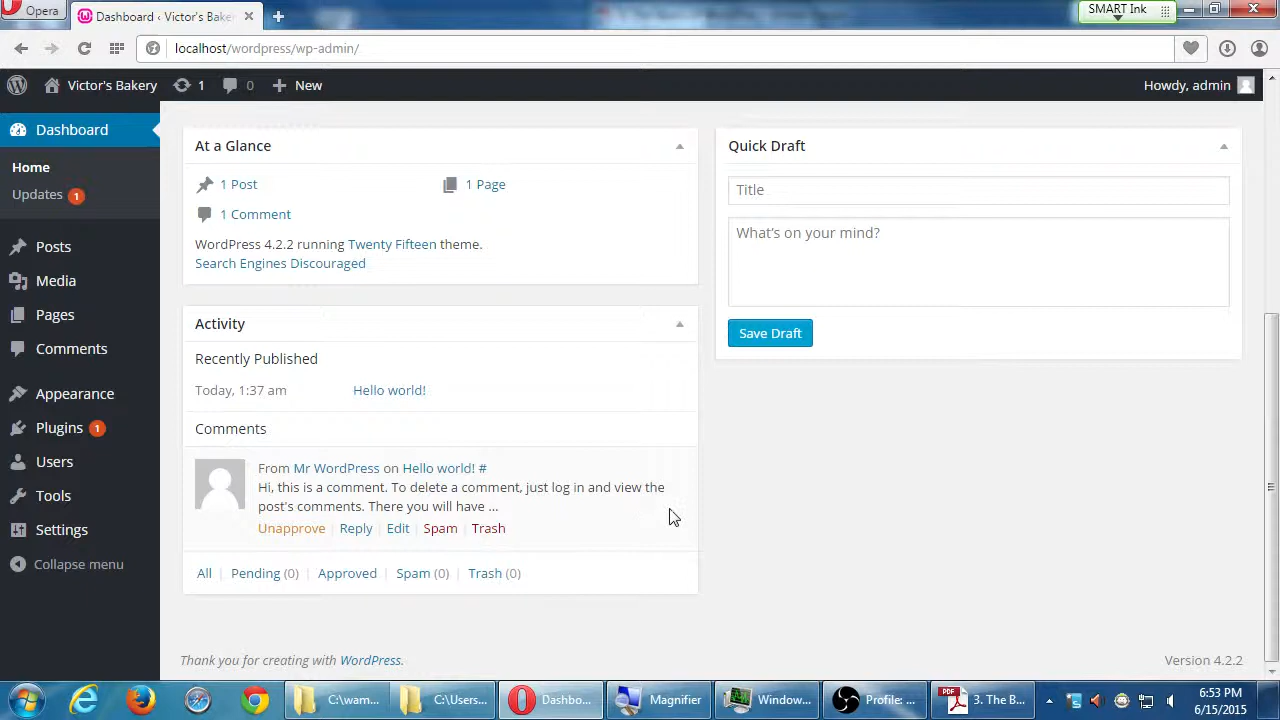 Opera
Dashboard ‹ Victor's Bake
SMART Ink
localhost/wordpress/wp-admin/
Victor's Bakery
1
0
New
Howdy, admin
Dashboard
Home
Updates 1
Posts
Media
Pages
Comments
Appearance
Plugins 1
Users
Tools
Settings
Collapse menu
At a Glance
1 Post
1 Page
1 Comment
WordPress 4.2.2 running Twenty Fifteen theme.
Search Engines Discouraged
Activity
Recently Published
Today, 1:37 am Hello world!
Comments
From Mr WordPress on Hello world! #
Hi, this is a comment. To delete a comment, just log in and view the
post's comments. There you will have ...
Unapprove | Reply | Edit | Spam | Trash
All | Pending (0) | Approved | Spam (0) | Trash (0)
Quick Draft
Title
What's on your mind?
Save Draft
Thank you for creating with WordPress.
Version 4.2.2
C:\wam...
C:\Users...
Dashbo...
Magnifier
Window...
Profile: ...
PDF
3. The B...
6:53 PM
6/15/2015